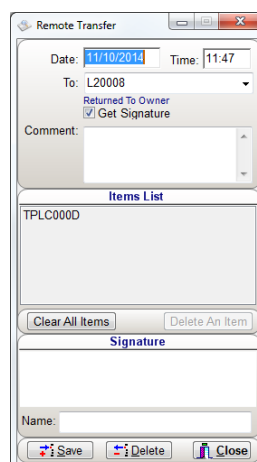 Remote Transfer
Date: 11/10/2014 Time: 11:47
To: L20008
Returned To Owner
Get Signature
Comment:
Items List
TPLC000D
Clear All Items Delete An Item
Signature
Name:
Save Delete Close